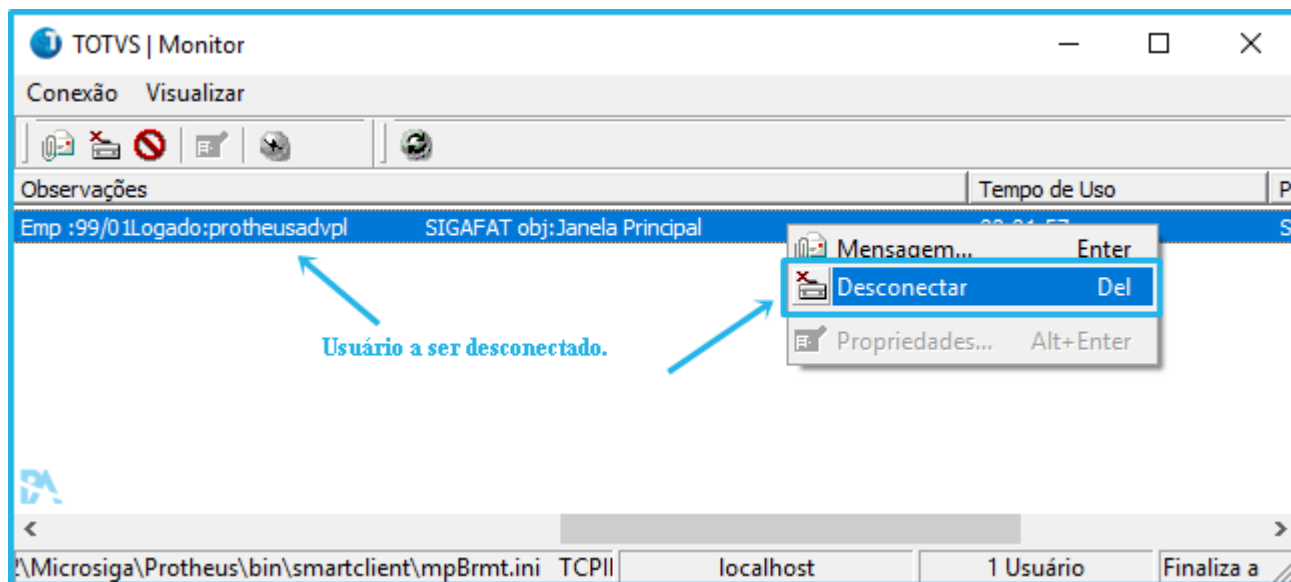 TOTVS | Monitor
Conexão Visualizar
Observações Tempo de Uso P
Emp :99/01Logado:protheusadvpl SIGAFAT obj:Janela Principal S
Mensagem... Enter
Desconectar Del
Usuário a ser desconectado.
Propriedades... Alt+Enter
\Microsiga\Protheus\bin\smartclient\mpBrmt.ini TCPII localhost 1 Usuário Finaliza a